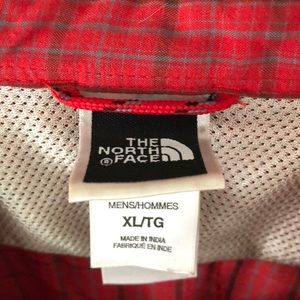 THE
NORTH
FACE
®
MENS/HOMMES
XL/TG
MADE IN INDIA
FABRIQUÉ EN INDE